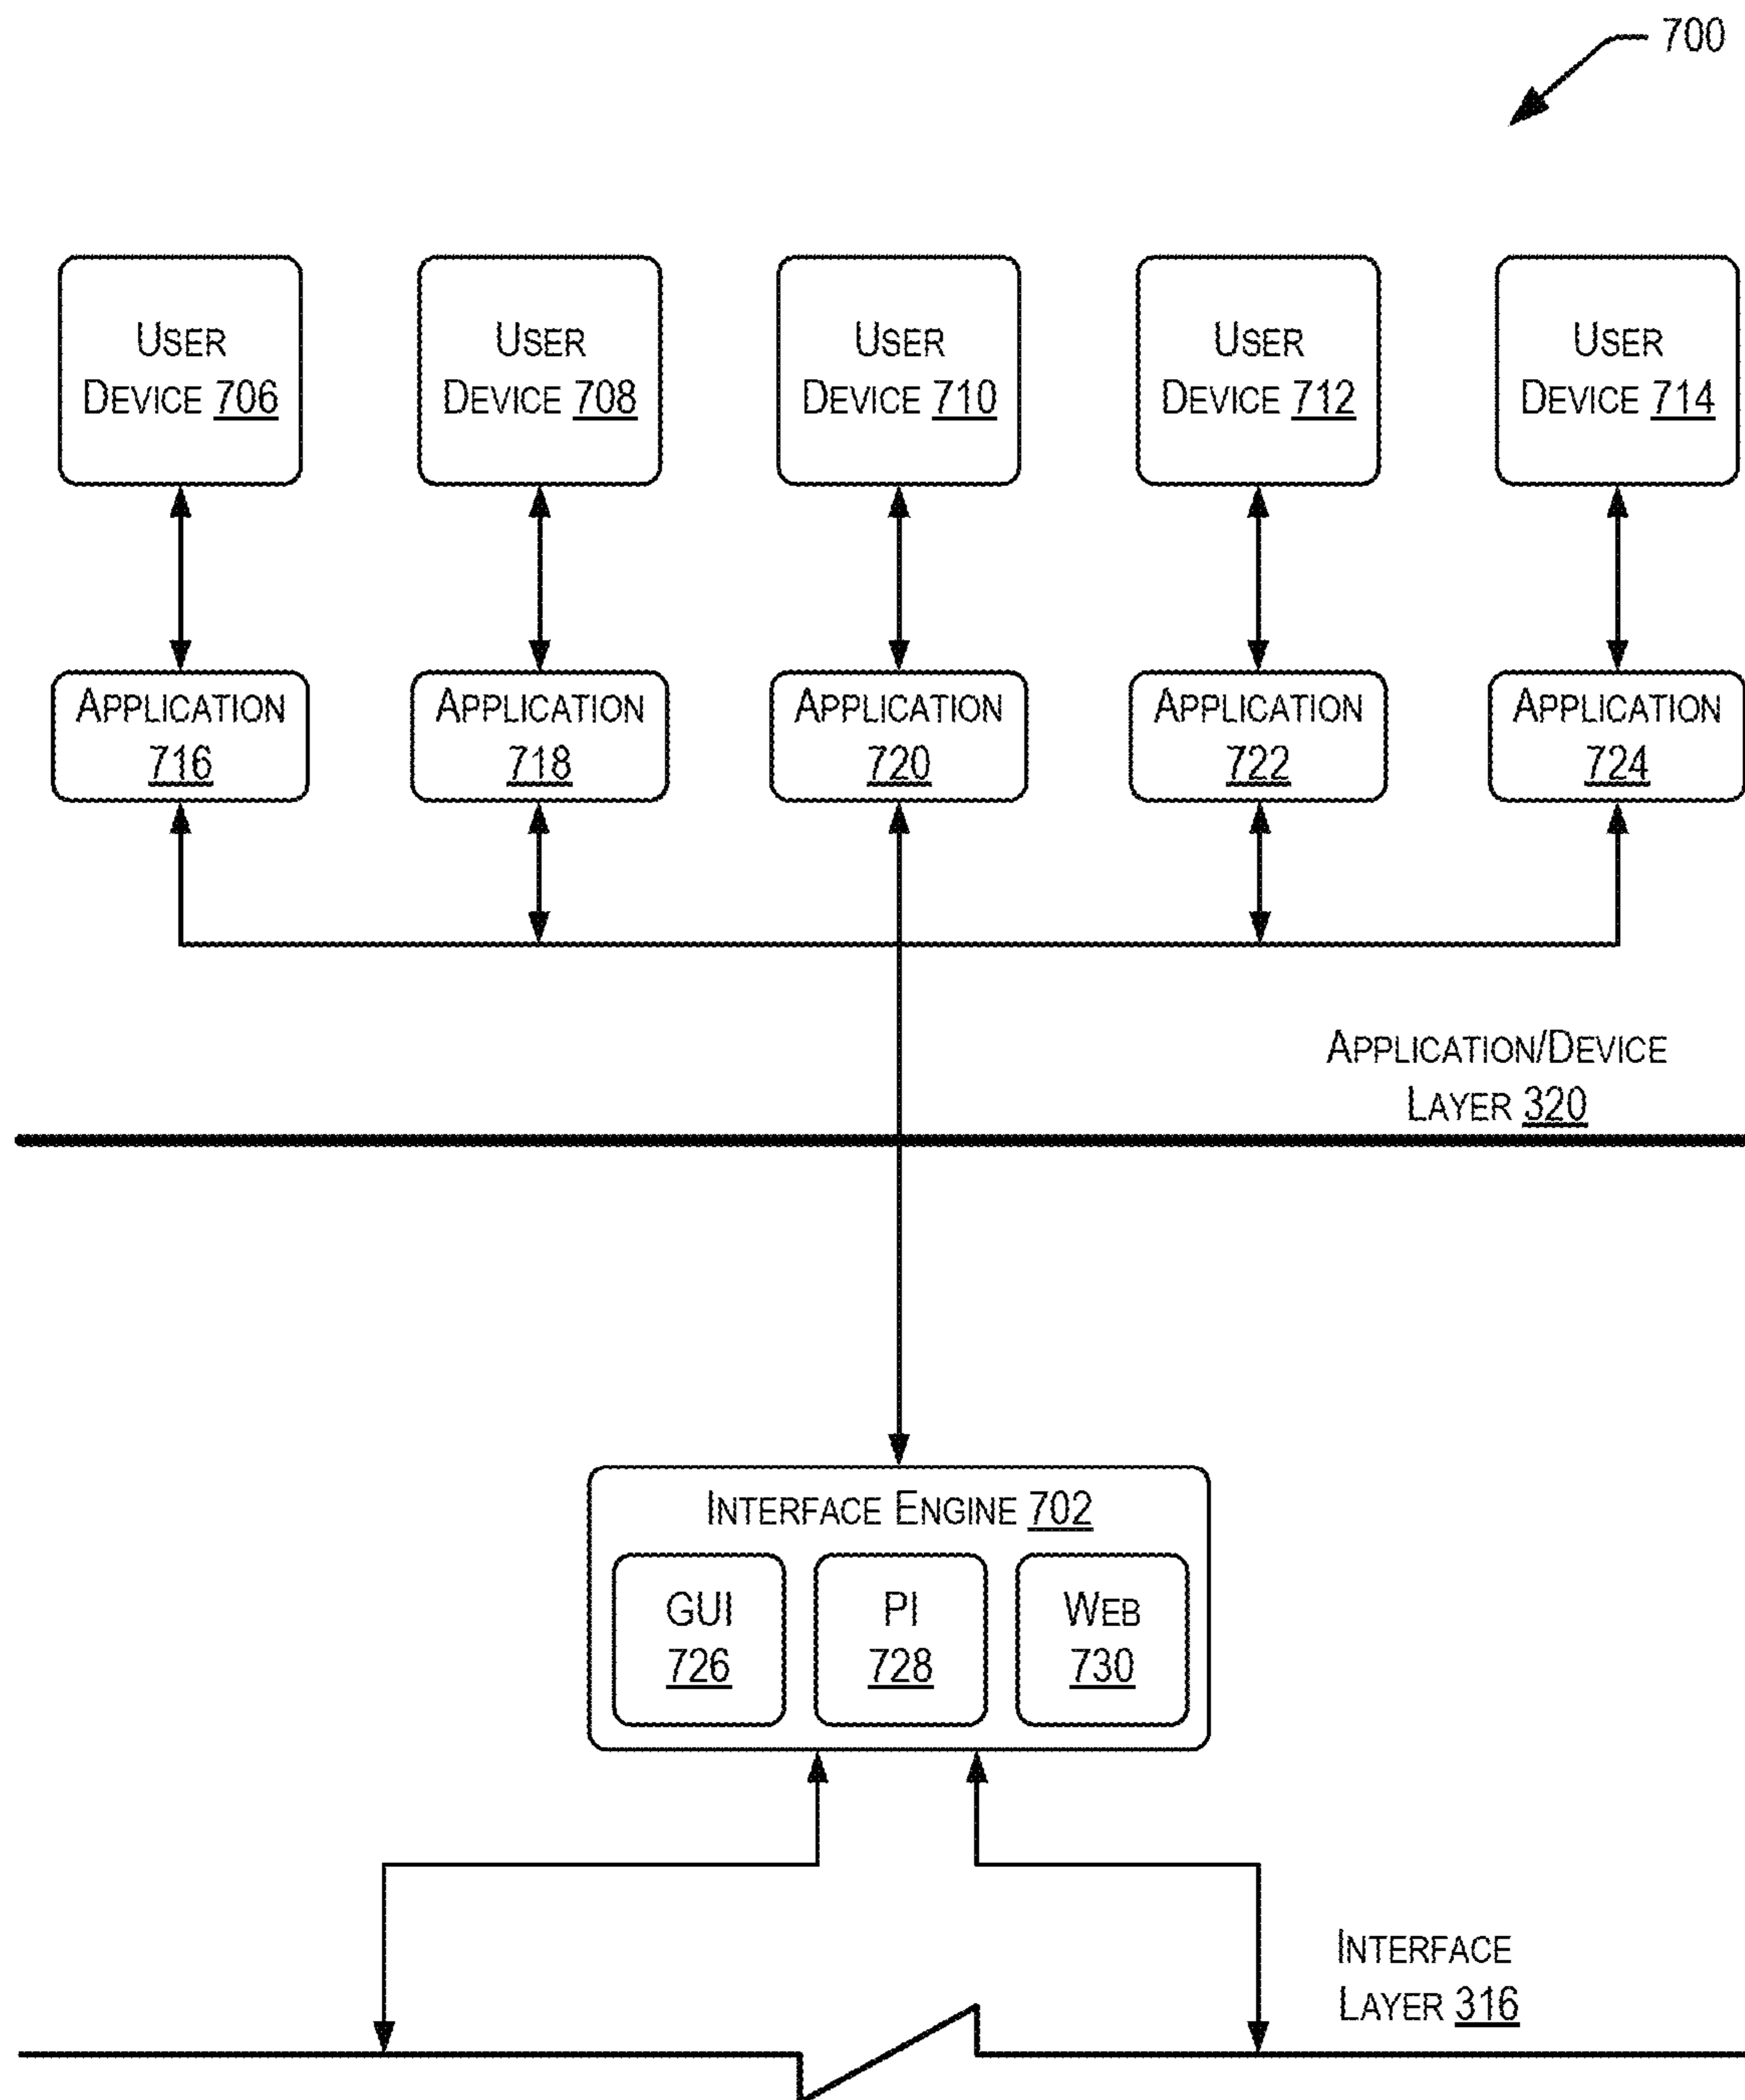 700
USER USER USER USER USER
DEVICE 706 DEVICE 708 DEVICE 710 DEVICE 712 DEVICE 714
APPLICATION APPLICATION APPLICATION APPLICATION APPLICATION
716 718 720 722 724
APPLICATION/DEVICE
LAYER 320
INTERFACE ENGINE 702
GUI PI WEB
726 728 730
INTERFACE
LAYER 316